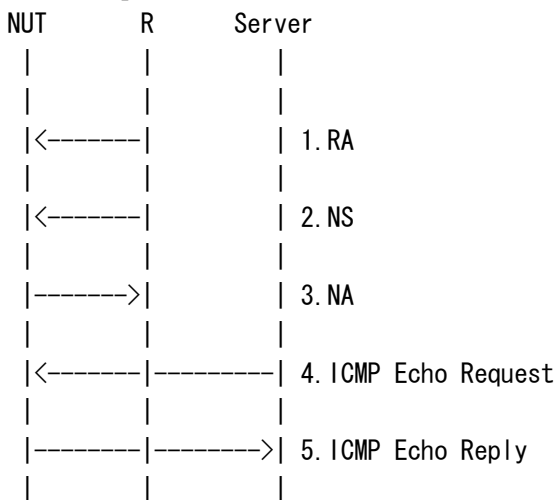 NUT R Server
| | |
| | |
|<-------| | 1.RA
| | |
|<-------| | 2.NS
| | |
|------->| | 3.NA
| | |
|<-------|---------| 4.ICMP Echo Request
| | |
|--------|-------->| 5.ICMP Echo Reply
| | |